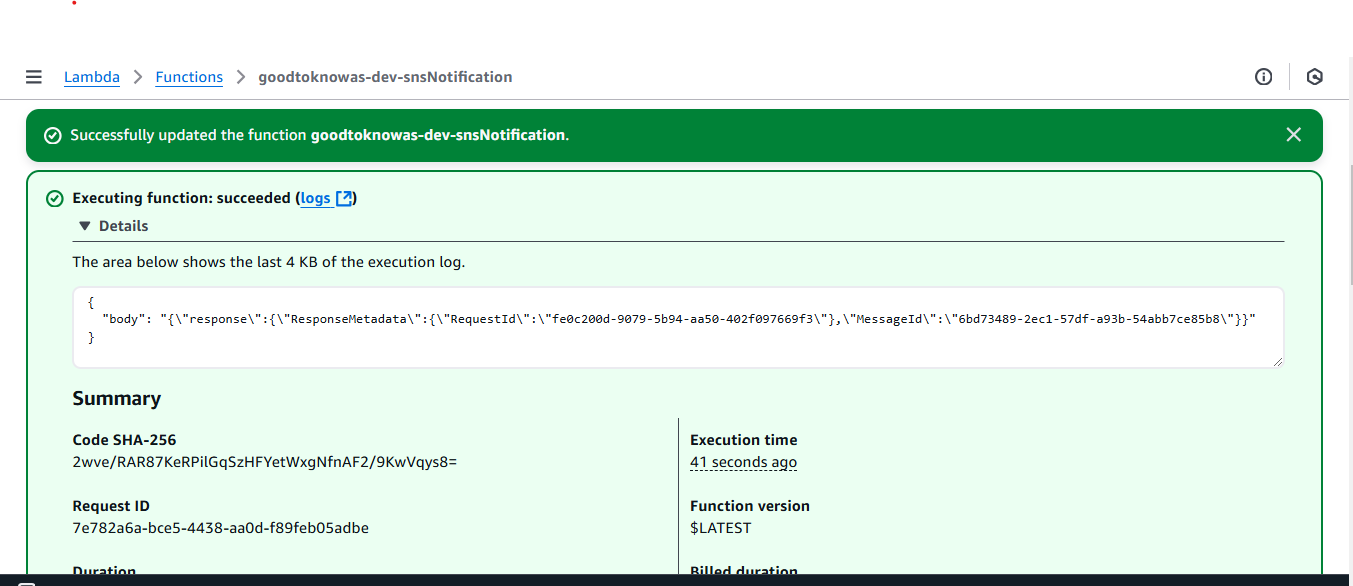 Lambda > Functions > goodtoknowas-dev-snsNotification
Successfully updated the function goodtoknowas-dev-snsNotification.
Executing function: succeeded (logs)
Details
The area below shows the last 4 KB of the execution log.
{
"body": "{\"response\":{\"ResponseMetadata\":{\"RequestId\":\"fe0c200d-9079-5b94-aa50-402f097669f3\"},\"MessageId\":\"6bd73489-2ec1-57df-a93b-54abb7ce85b8\"}}"
}
Summary
Code SHA-256
2wve/RAR87KeRPilGqSzHFYetWxgNfnAF2/9KwVqys8=
Execution time
41 seconds ago
Request ID
7e782a6a-bce5-4438-aa0d-f89feb05adbe
Function version
$LATEST
Duration
Billed duration